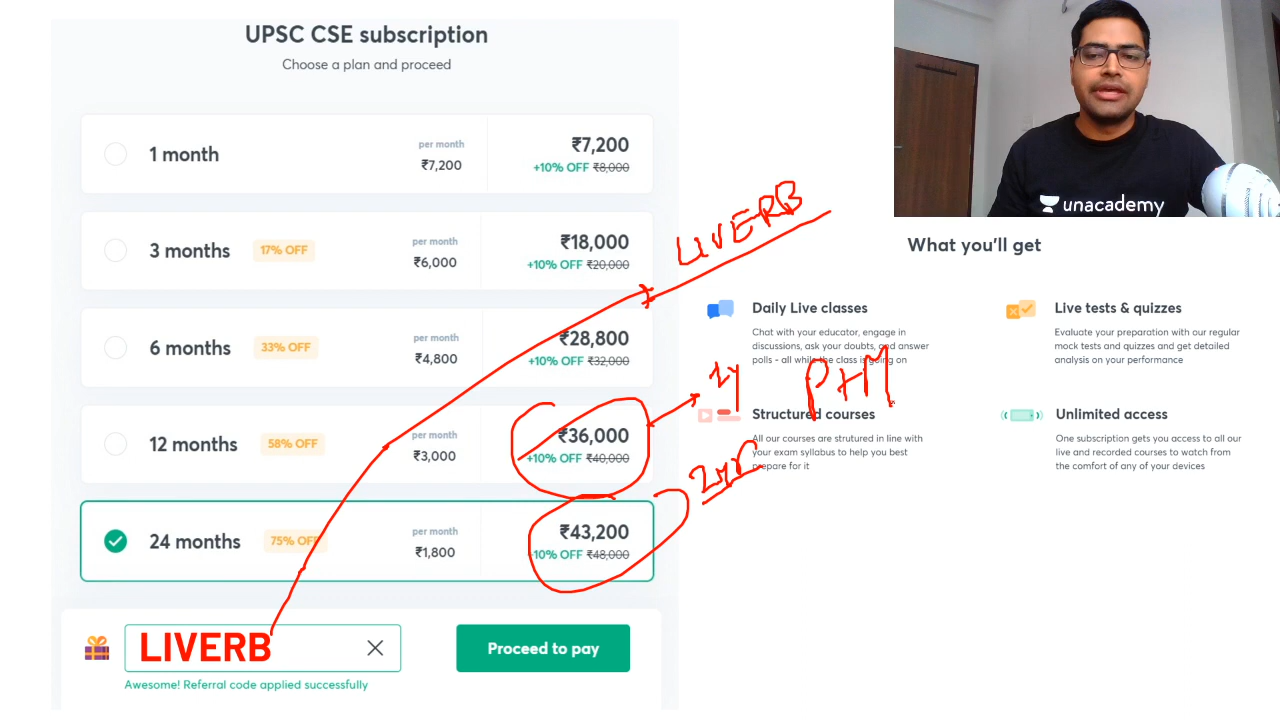 UPSC CSE subscription
Choose a plan and proceed
1 month
per month
₹7,200
₹7,200
+10% OFF ₹8,000
3 months
17% OFF
per month
₹6,000
₹18,000
+10% OFF ₹20,000
6 months
33% OFF
per month
₹4,800
₹28,800
+10% OFF ₹32,000
12 months
58% OFF
per month
₹3,000
₹36,000
+10% OFF ₹40,000
24 months
75% OFF
per month
₹1,800
₹43,200
+10% OFF ₹48,000
LIVERB
Awesome! Referral code applied successfully
Proceed to pay
LIVERB
1y
P+M
2yr
unacademy
What you'll get
Daily Live classes
Chat with your educator, engage in
discussions, ask your doubts, and answer
polls - all while the class is going on
Live tests & quizzes
Evaluate your preparation with our regular
mock tests and quizzes and get detailed
analysis on your performance
Structured courses
All our courses are strutured in line with
your exam syllabus to help you best
prepare for it
Unlimited access
One subscription gets you access to all our
live and recorded courses to watch from
the comfort of any of your devices